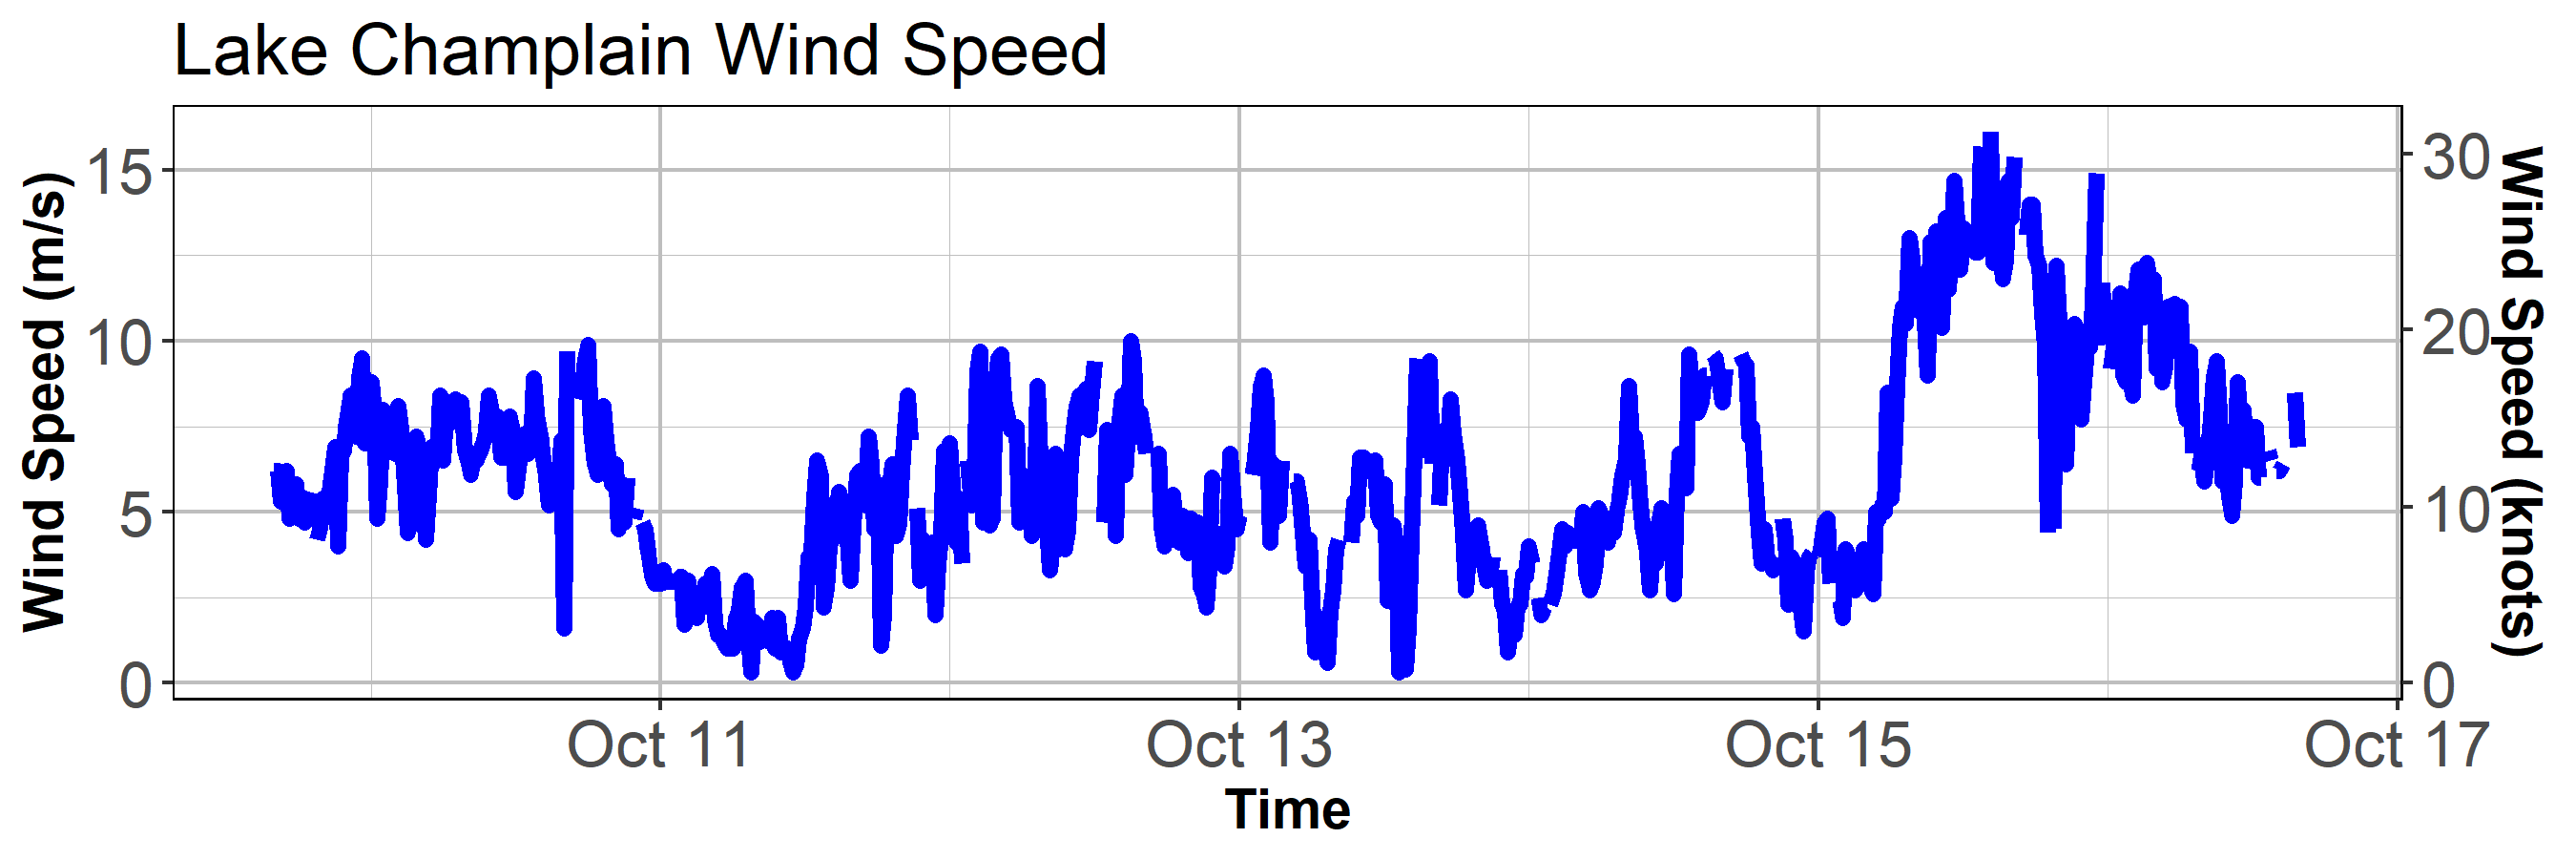 Lake Champlain Wind Speed
Wind Speed (m/s)
15
10
5
0
30
20
10
0
Wind Speed (knots)
Oct 11
Oct 13
Oct 15
Oct 17
Time